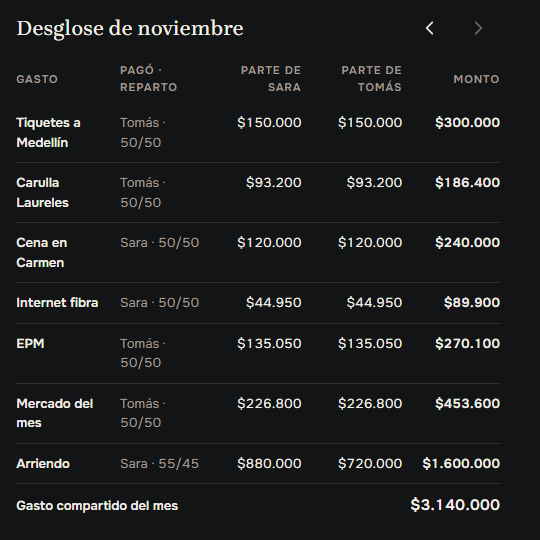 Desglose de noviembre
GASTO
PAGÓ ·
REPARTO
PARTE DE
SARA
PARTE DE
TOMÁS
MONTO
Tiquetes a
Medellín
Tomás ·
50/50
$150.000
$150.000
$300.000
Carulla
Laureles
Tomás ·
50/50
$93.200
$93.200
$186.400
Cena en
Carmen
Sara · 50/50
$120.000
$120.000
$240.000
Internet fibra
Sara · 50/50
$44.950
$44.950
$89.900
EPM
Tomás ·
50/50
$135.050
$135.050
$270.100
Mercado del
mes
Tomás ·
50/50
$226.800
$226.800
$453.600
Arriendo
Sara · 55/45
$880.000
$720.000
$1.600.000
Gasto compartido del mes
$3.140.000